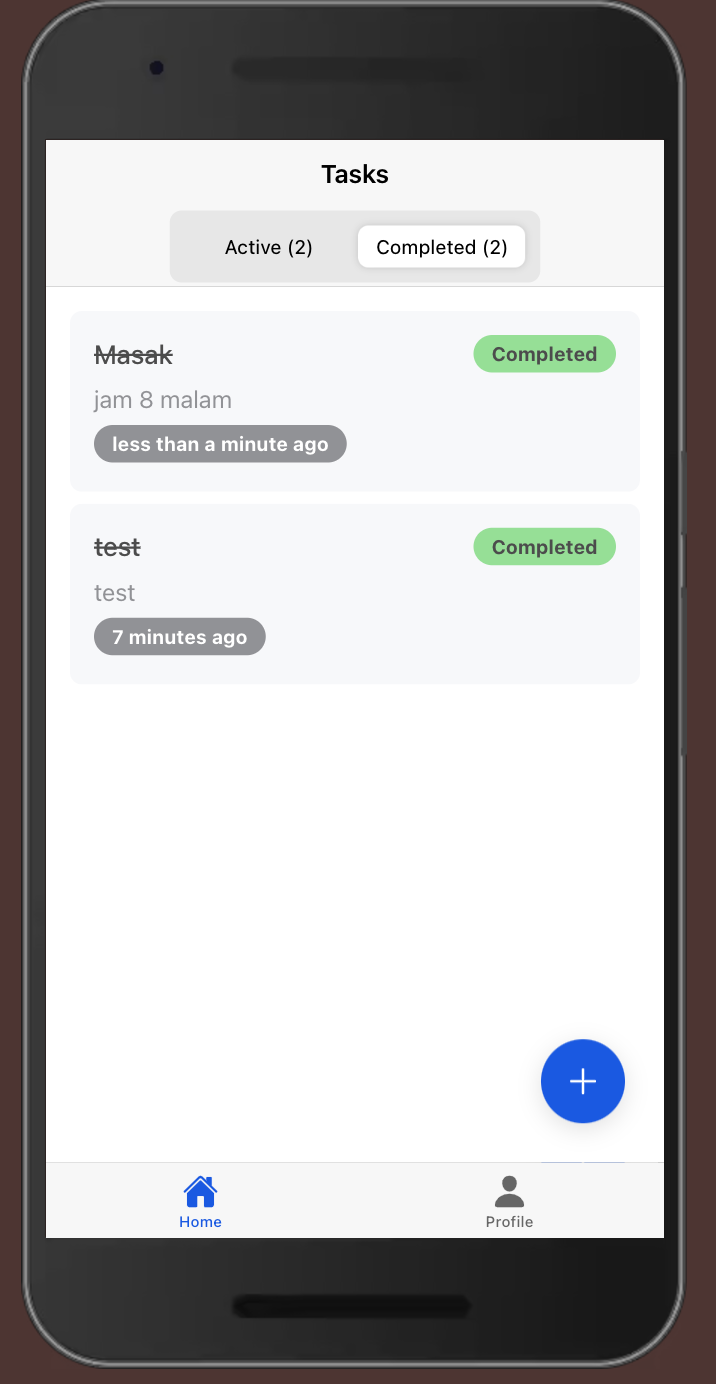 Tasks
Active (2) Completed (2)
Masak Completed
jam 8 malam
less than a minute ago
test Completed
test
7 minutes ago
Home Profile